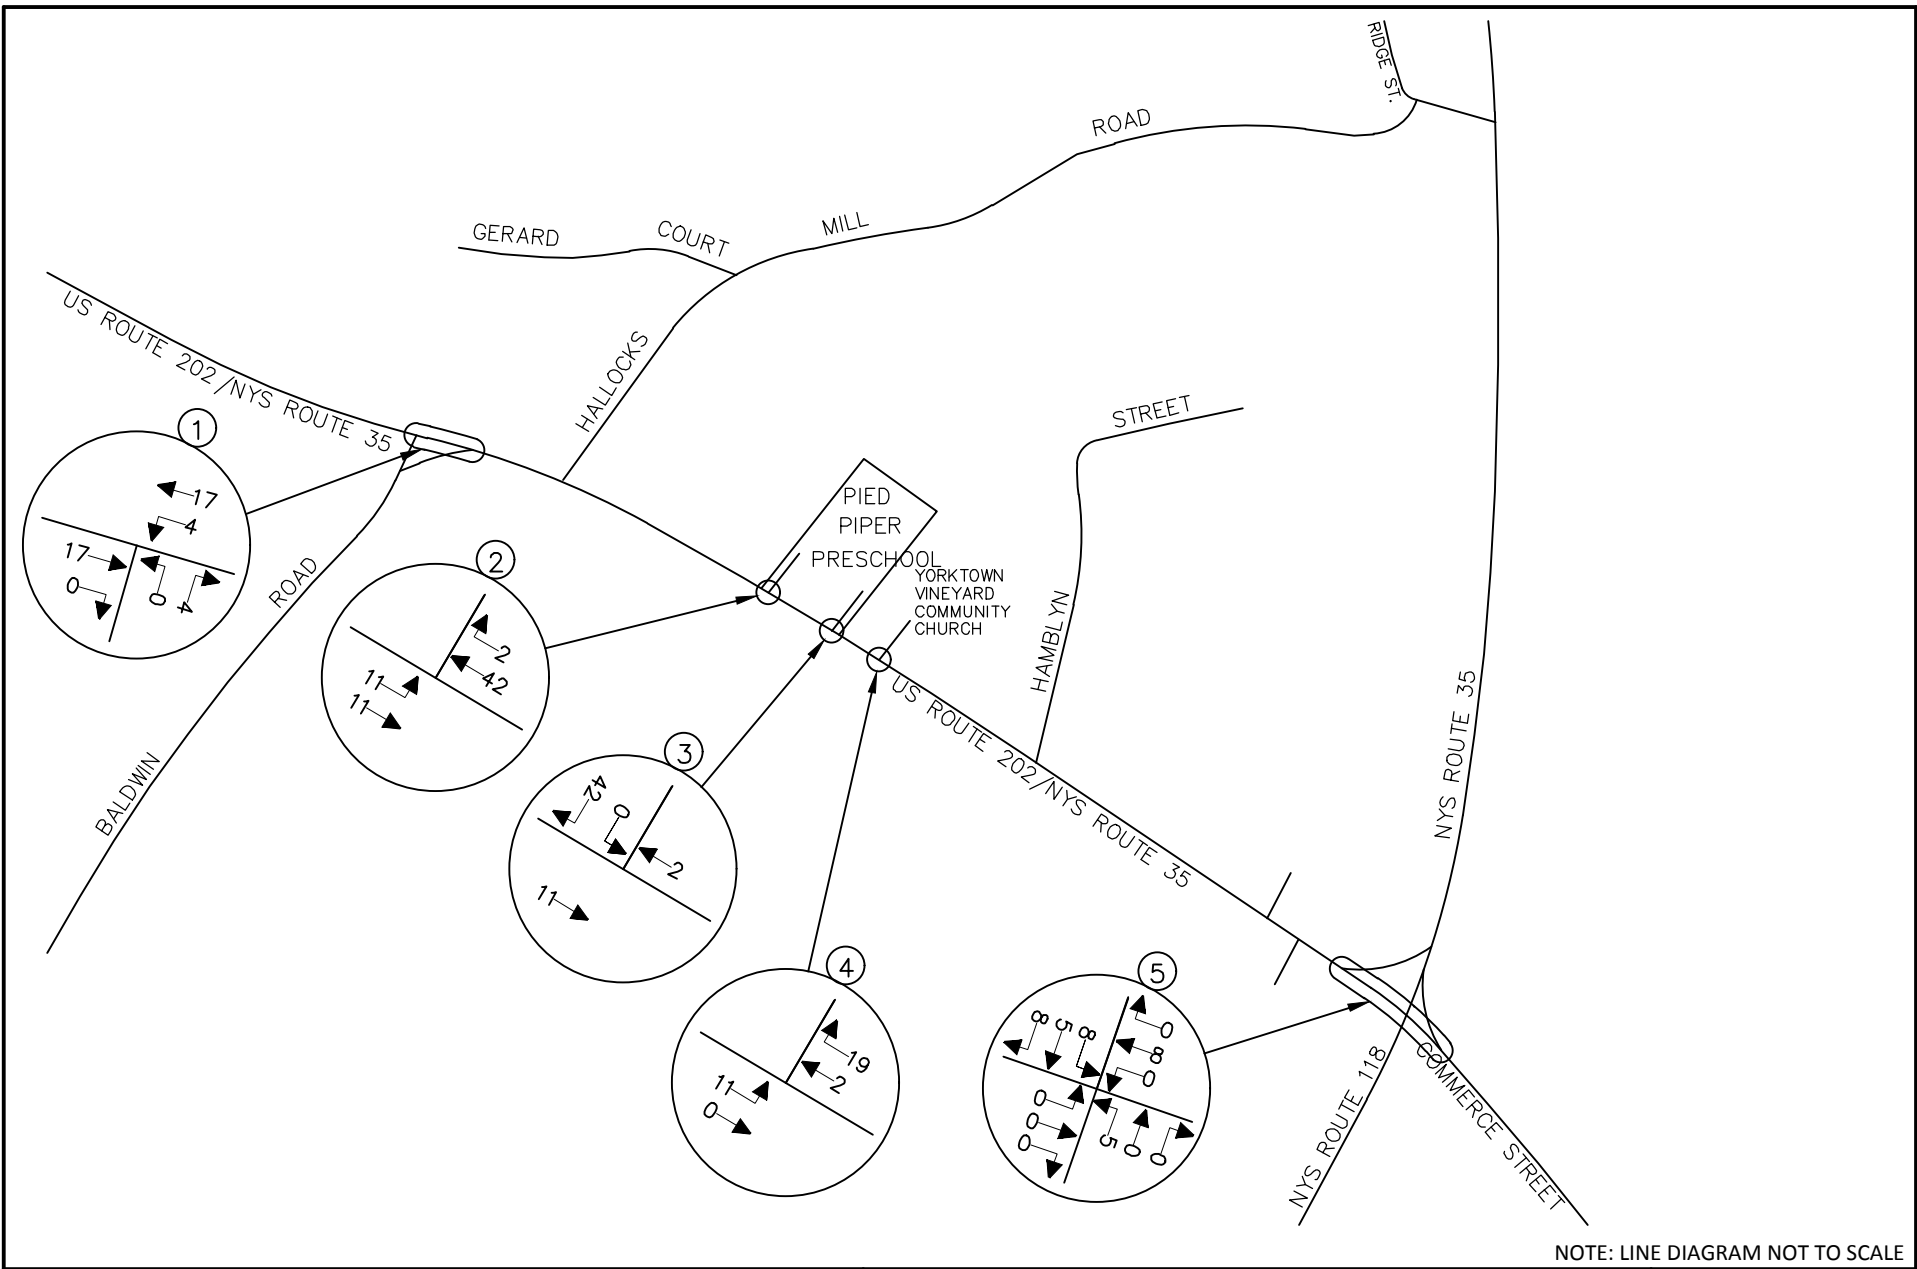 RIDGE ST.
ROAD
MILL
GERARD
COURT
HALLOCKS
US ROUTE 202/NYS ROUTE 35
STREET
HAMBLYN
PIED
PIPER
PRESCHOOL
YORKTOWN
VINEYARD
COMMUNITY
CHURCH
1
17
4
17
0
0
4
ROAD
BALDWIN
2
2
42
11
11
3
42
0
2
11
4
19
2
11
0
US ROUTE 202/NYS ROUTE 35
NYS ROUTE 35
5
8
5
8
0
8
0
0
0
0
5
0
0
NYS ROUTE 118
COMMERCE STREET
NOTE: LINE DIAGRAM NOT TO SCALE